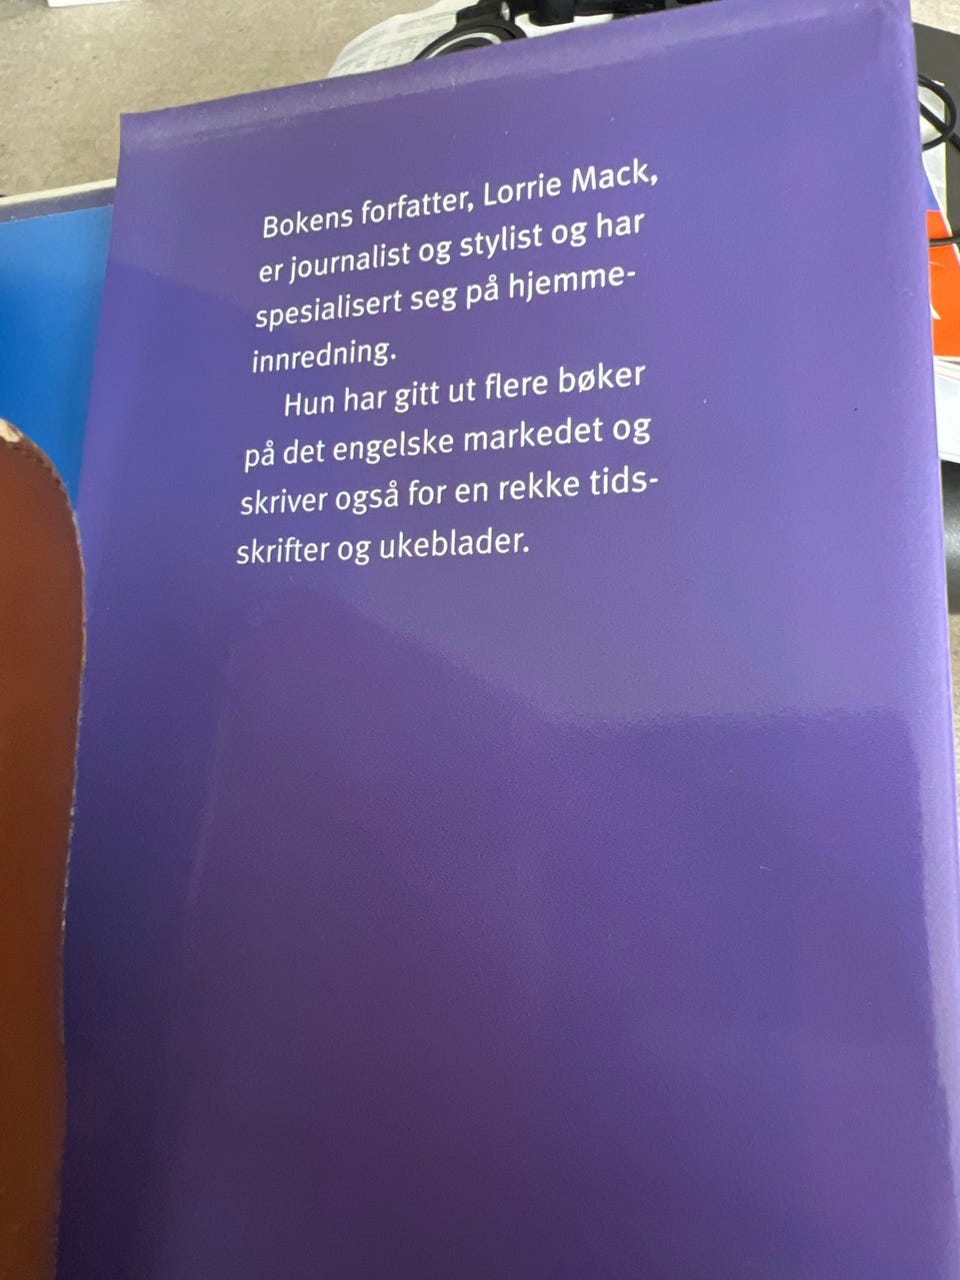 Bokens forfatter, Lorrie Mack,
er journalist og stylist og har
spesialisert seg på hjemme-
innredning.
Hun har gitt ut flere bøker
på det engelske markedet og
skriver også for en rekke tids-
skrifter og ukeblader.